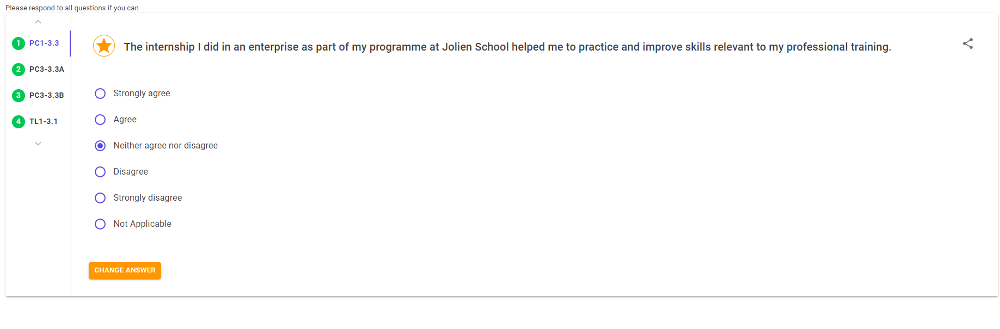 Please respond to all questions if you can
1 PC1-3.3
2 PC3-3.3A
3 PC3-3.3B
4 TL1-3.1
The internship I did in an enterprise as part of my programme at Jolien School helped me to practice and improve skills relevant to my professional training.
Strongly agree
Agree
Neither agree nor disagree
Disagree
Strongly disagree
Not Applicable
CHANGE ANSWER